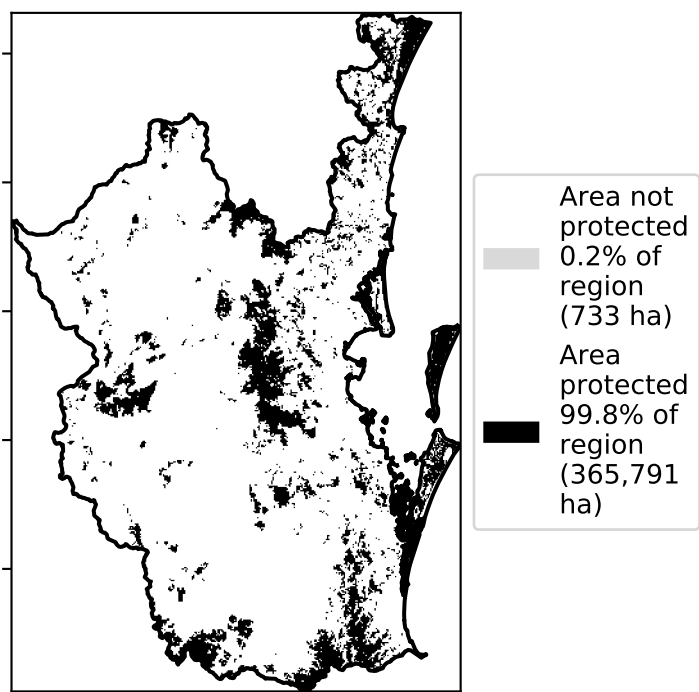 Area not
protected
0.2% of
region
(733 ha)
Area
protected
99.8% of
region
(365,791
ha)